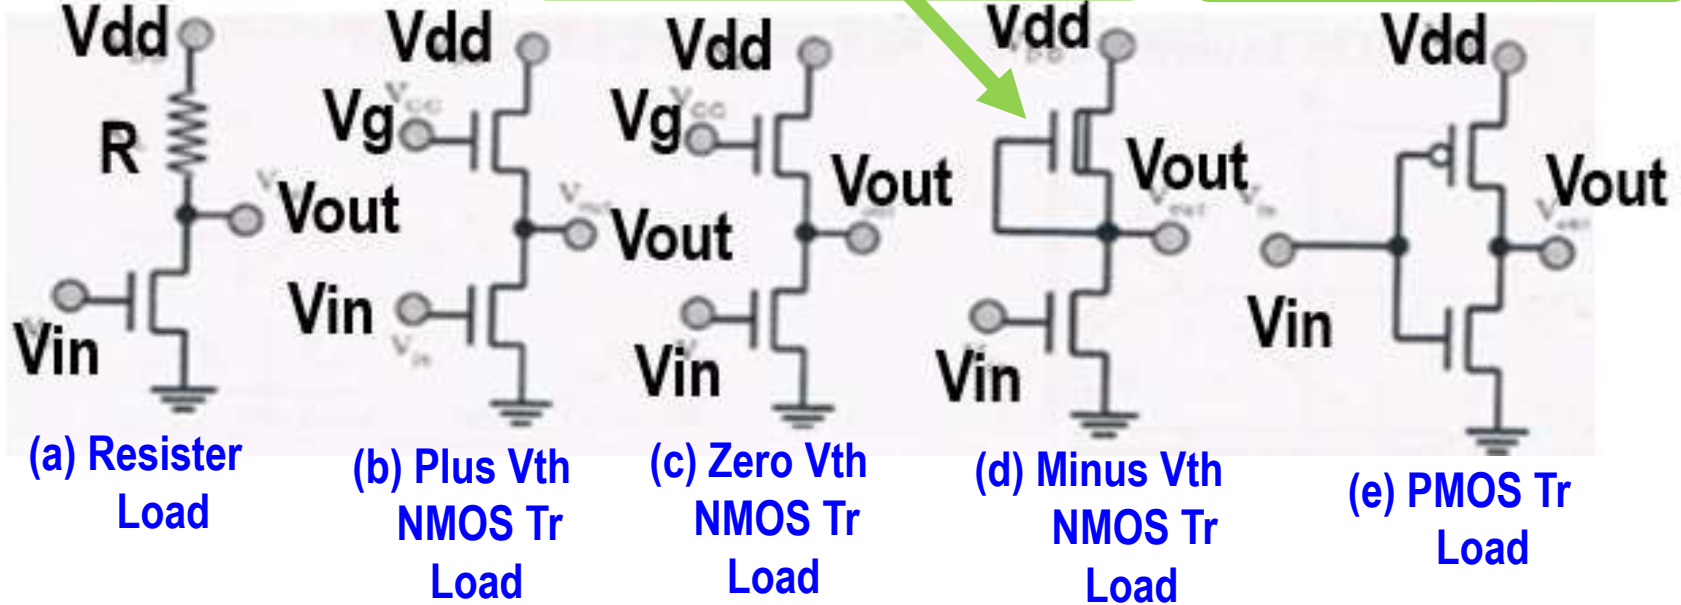 Vdd
R
Vout
Vin
(a) Resister
Load
Vdd
Vg
Vout
Vin
(b) Plus Vth
NMOS Tr
Load
Vdd
Vg
Vout
Vin
(c) Zero Vth
NMOS Tr
Load
Vdd
Vout
Vin
(d) Minus Vth
NMOS Tr
Load
Vdd
Vout
Vin
(e) PMOS Tr
Load